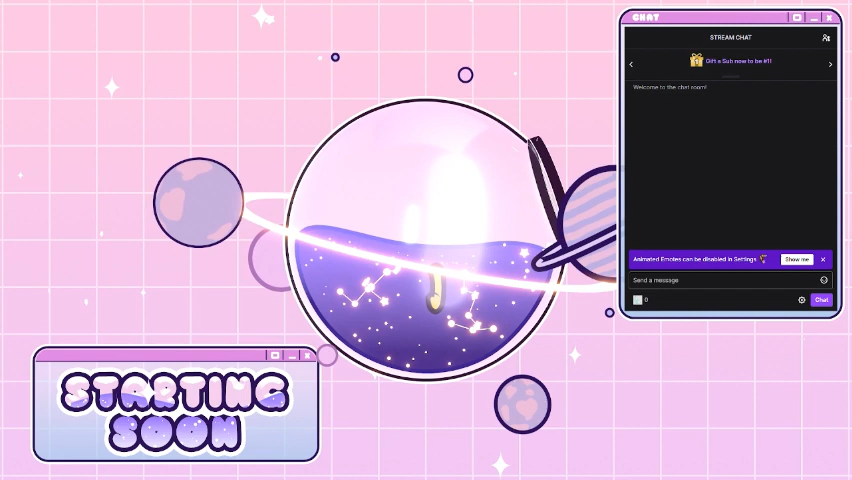 CHAT
STREAM CHAT
Gift a Sub now to be #1!
Welcome to the chat room!
Animated Emotes can be disabled in Settings
Show me
Send a message
0
Chat
STARTING
SOON